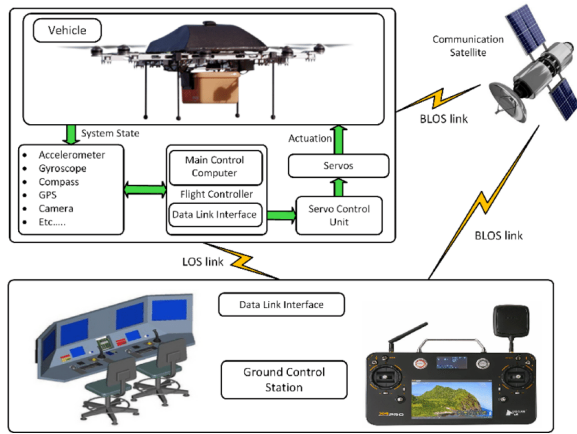 Vehicle
Communication
Satellite
BLOS link
System State
Actuation
• Accelerometer
• Gyroscope
• Compass
• GPS
• Camera
• Etc.....
Main Control
Computer
Flight Controller
Data Link Interface
Servos
Servo Control
Unit
BLOS link
LOS link
Data Link Interface
Ground Control
Station
PRO